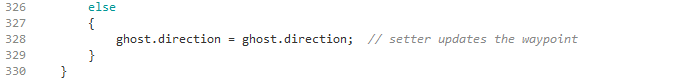 326 else
327 {
328 ghost.direction = ghost.direction;  // setter updates the waypoint
329 }
330 }